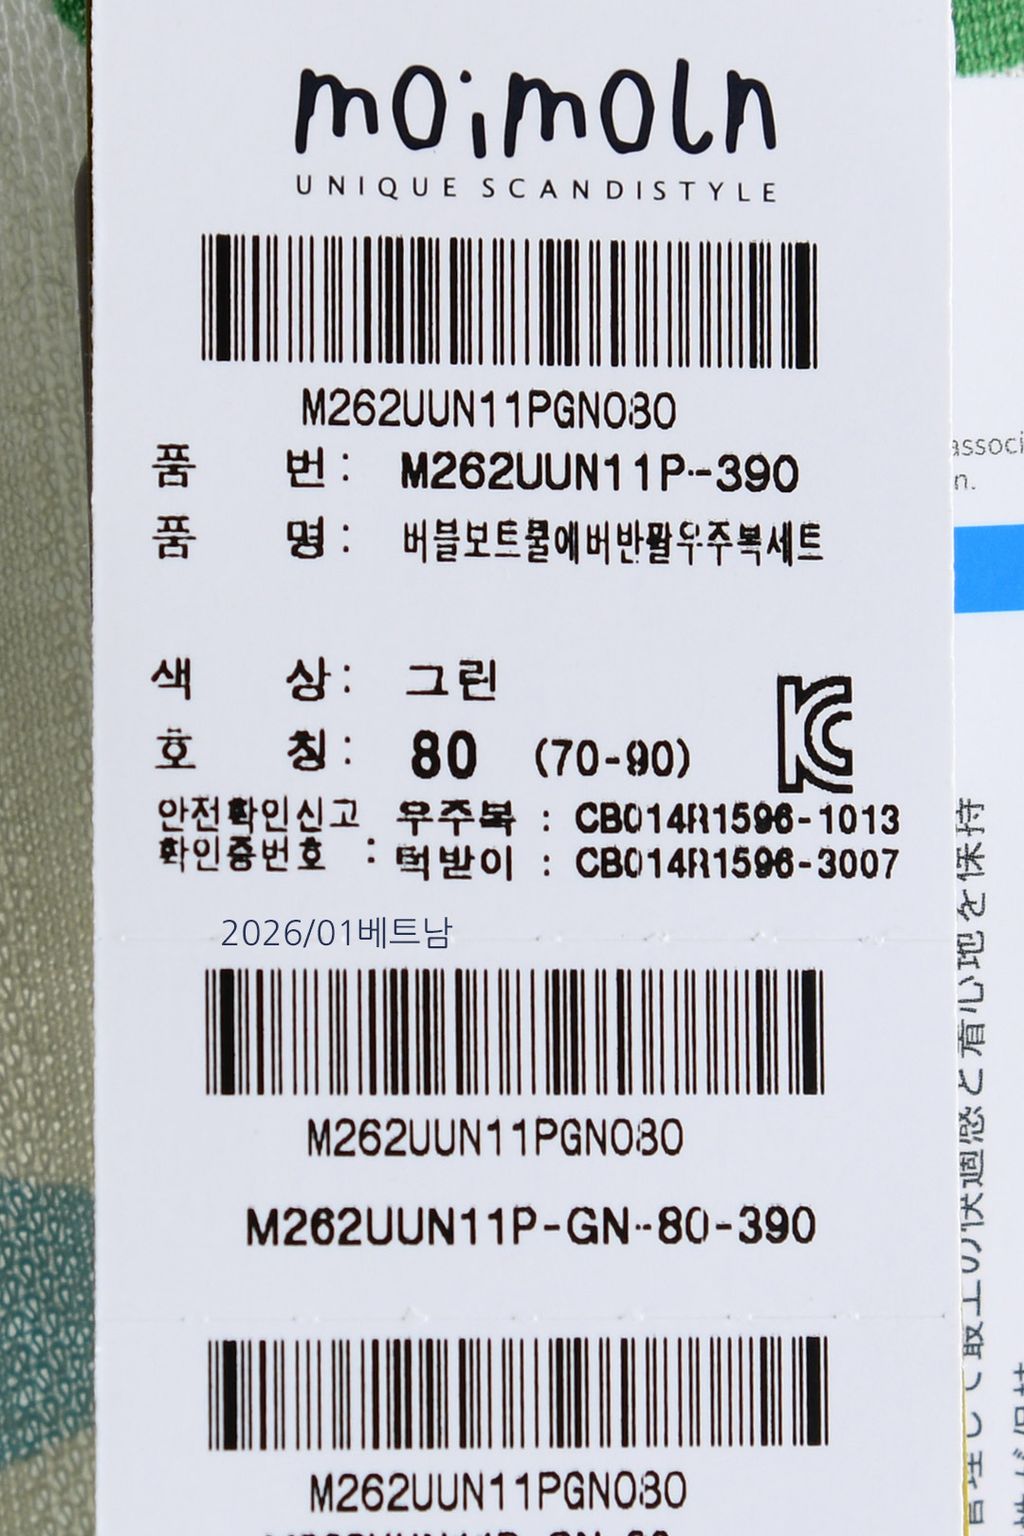 moimoln
UNIQUE SCANDISTYLE
M262UUN11PGN080
품 번 : M262UUN11P-390
품 명 : 버블보트쿨에버반팔우주복세트
색 상 : 그린
호 칭 : 80 (70-90)
안전확인신고 우주복 : CB014R1596-1013
확인증번호 : 턱받이 : CB014R1596-3007
2026/01베트남
M262UUN11PGN080
M262UUN11P-GN-80-390
M262UUN11PGN080
associ
n.